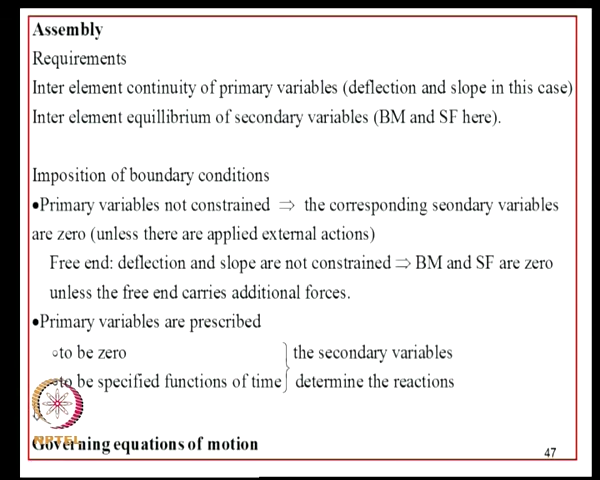 Assembly
Requirements
Inter element continuity of primary variables (deflection and slope in this case)
Inter element equillibrium of secondary variables (BM and SF here).
Imposition of boundary conditions
•Primary variables not constrained ⇒ the corresponding seondary variables
are zero (unless there are applied external actions)
Free end: deflection and slope are not constrained ⇒ BM and SF are zero
unless the free end carries additional forces.
•Primary variables are prescribed
○to be zero } the secondary variables
○to be specified functions of time } determine the reactions
NPTEL
Governing equations of motion
47